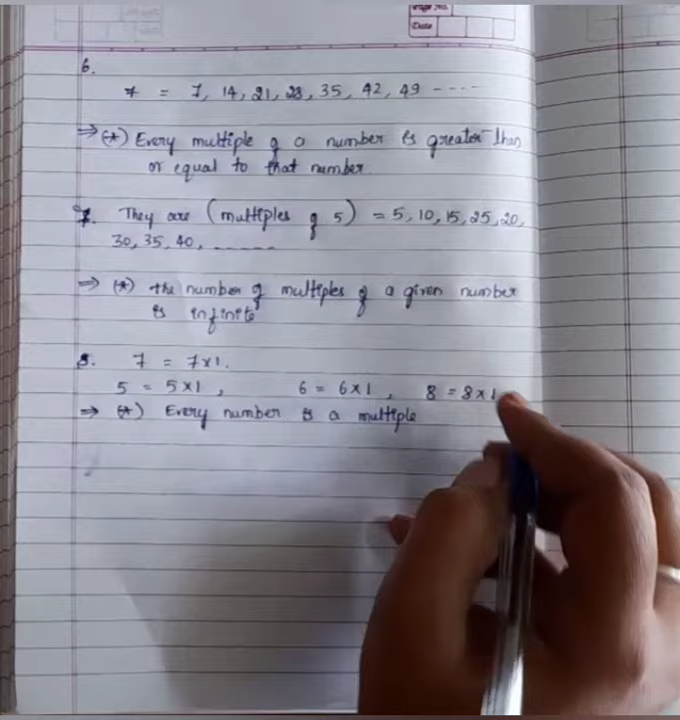 Page No.
Date
6.
7 = 7, 14, 21, 28, 35, 42, 49 ----
⇒ (*) Every multiple of a number is greater than
or equal to that number.
7. They are (multiples of 5) = 5, 10, 15, 25, 20,
30, 35, 40, ------
⇒ (*) the number of multiples of a given number
is infinite
8. 7 = 7×1.
5 = 5×1, 6 = 6×1, 8 = 8×1
⇒ (*) Every number is a multiple